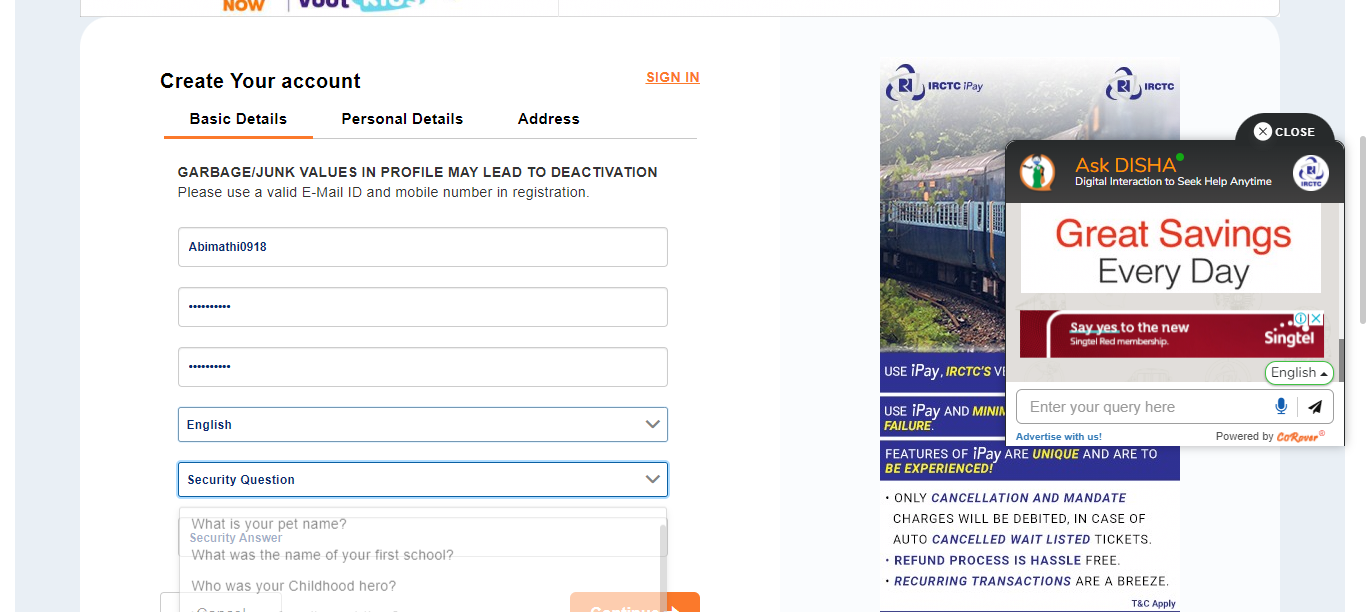 NOW
Create Your account
SIGN IN
Basic Details
Personal Details
Address
GARBAGE/JUNK VALUES IN PROFILE MAY LEAD TO DEACTIVATION
Please use a valid E-Mail ID and mobile number in registration.
Abimathi0918
••••••••••
••••••••••
English
Security Question
What is your pet name?
Security Answer
What was the name of your first school?
Who was your Childhood hero?
Cancel
Continue
IRCTC iPay
IRCTC
USE iPay, IRCTC'S
USE iPay AND
FAILURE.
FEATURES OF iPay ARE UNIQUE AND ARE TO
BE EXPERIENCED!
• ONLY CANCELLATION AND MANDATE
CHARGES WILL BE DEBITED, IN CASE OF
AUTO CANCELLED WAIT LISTED TICKETS.
• REFUND PROCESS IS HASSLE FREE.
• RECURRING TRANSACTIONS ARE A BREEZE.
T&C Apply
CLOSE
Ask DISHA
Digital Interaction to Seek Help Anytime
IRCTC
Great Savings
Every Day
Say yes to the new
Singtel Red membership.
Singtel
English
Enter your query here
Advertise with us!
Powered by CoRover®